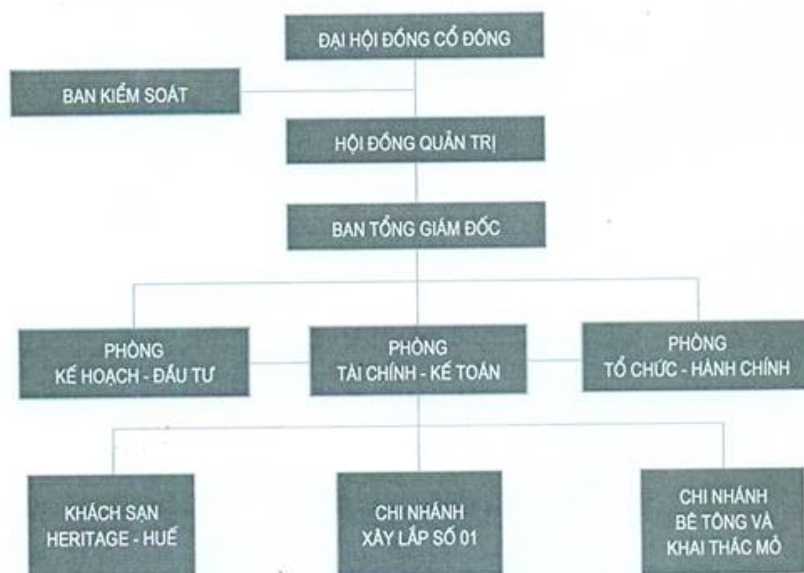 ĐẠI HỘI ĐỒNG CỔ ĐÔNG
BAN KIỂM SOÁT
HỘI ĐỒNG QUẢN TRỊ
BAN TỔNG GIÁM ĐỐC
PHÒNG
KẾ HOẠCH - ĐẦU TƯ
PHÒNG
TÀI CHÍNH - KẾ TOÁN
PHÒNG
TỔ CHỨC - HÀNH CHÍNH
KHÁCH SẠN
HERITAGE - HUẾ
CHI NHÁNH
XÂY LẮP SỐ 01
CHI NHÁNH
BÊ TÔNG VÀ
KHAI THÁC MỎ